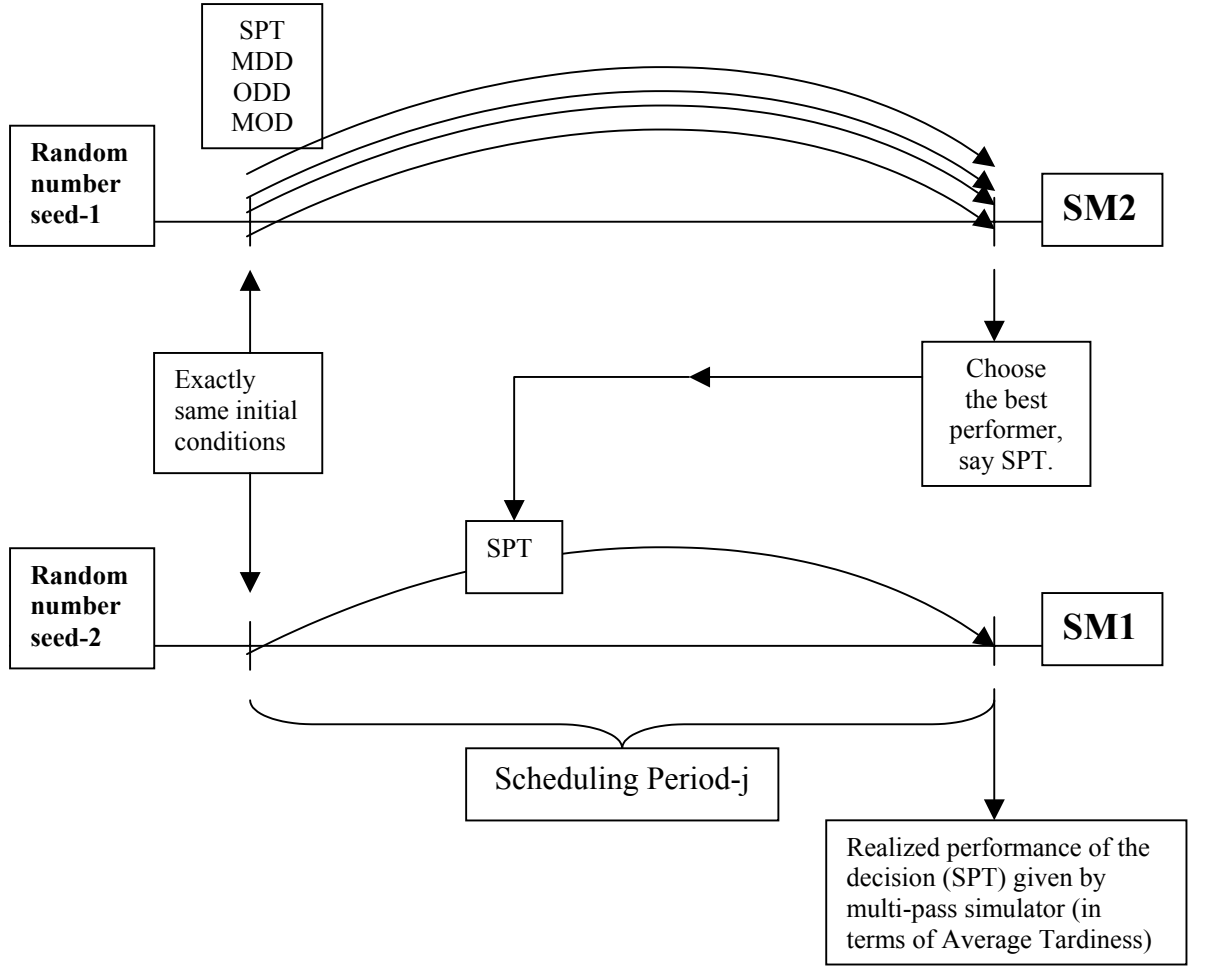 SPT
MDD
ODD
MOD
Random
number
seed-1
SM2
Exactly
same initial
conditions
Choose
the best
performer,
say SPT.
SPT
Random
number
seed-2
SM1
Scheduling Period-j
Realized performance of the
decision (SPT) given by
multi-pass simulator (in
terms of Average Tardiness)